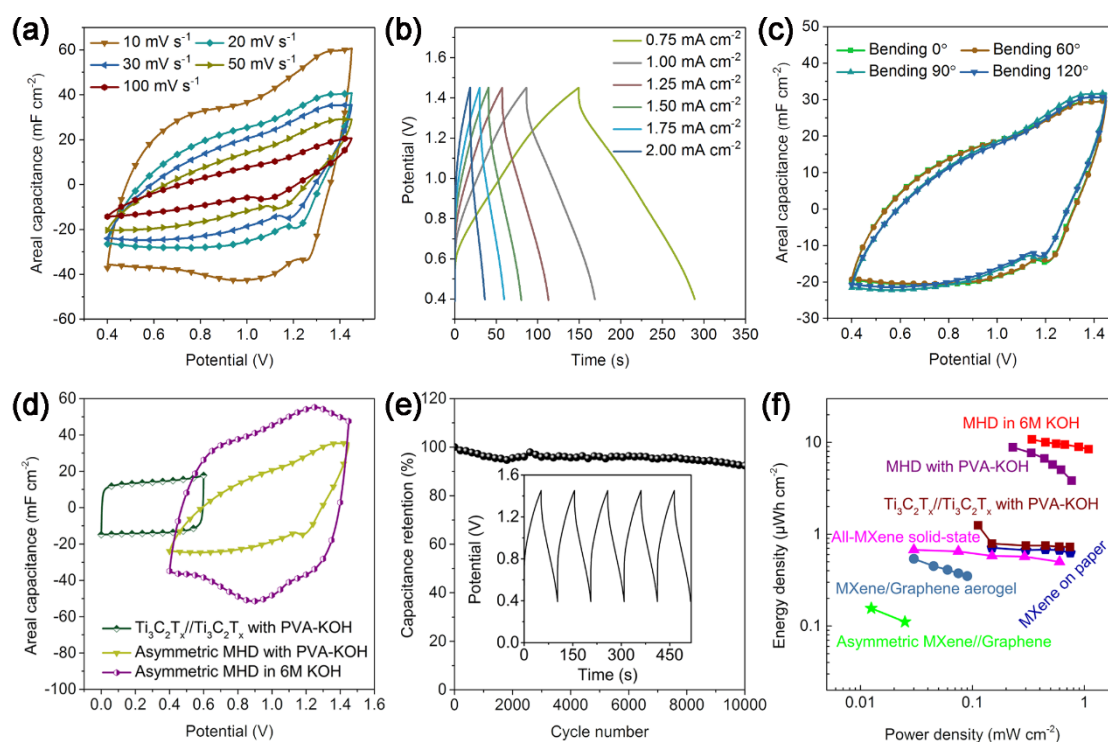 (a)
10 mV s⁻¹ 20 mV s⁻¹
30 mV s⁻¹ 50 mV s⁻¹
100 mV s⁻¹
Areal capacitance (mF cm⁻²)
60
40
20
0
-20
-40
-60
0.4 0.6 0.8 1.0 1.2 1.4
Potential (V)
(b)
0.75 mA cm⁻²
1.00 mA cm⁻²
1.25 mA cm⁻²
1.50 mA cm⁻²
1.75 mA cm⁻²
2.00 mA cm⁻²
Potential (V)
1.6
1.4
1.2
1.0
0.8
0.6
0.4
0 50 100 150 200 250 300 350
Time (s)
(c)
Bending 0° Bending 60°
Bending 90° Bending 120°
Areal capacitance (mF cm⁻²)
50
40
30
20
10
0
-10
-20
-30
0.4 0.6 0.8 1.0 1.2 1.4
Potential (V)
(d)
Areal capacitance (mF cm⁻²)
60
40
20
0
-20
-40
-60
-80
-100
Ti₃C₂Tₓ//Ti₃C₂Tₓ with PVA-KOH
Asymmetric MHD with PVA-KOH
Asymmetric MHD in 6M KOH
0.0 0.2 0.4 0.6 0.8 1.0 1.2 1.4 1.6
Potential (V)
(e)
Capacitance retention (%)
120
100
80
60
40
20
0
Potential (V)
1.6
1.2
0.8
0.4
0.0
0 150 300 450
Time (s)
0 2000 4000 6000 8000 10000
Cycle number
(f)
Energy density (μWh cm⁻²)
10
1
0.1
MHD in 6M KOH
MHD with PVA-KOH
Ti₃C₂Tₓ//Ti₃C₂Tₓ with PVA-KOH
All-MXene solid-state
MXene/Graphene aerogel
MXene on paper
Asymmetric MXene//Graphene
0.01 0.1 1
Power density (mW cm⁻²)